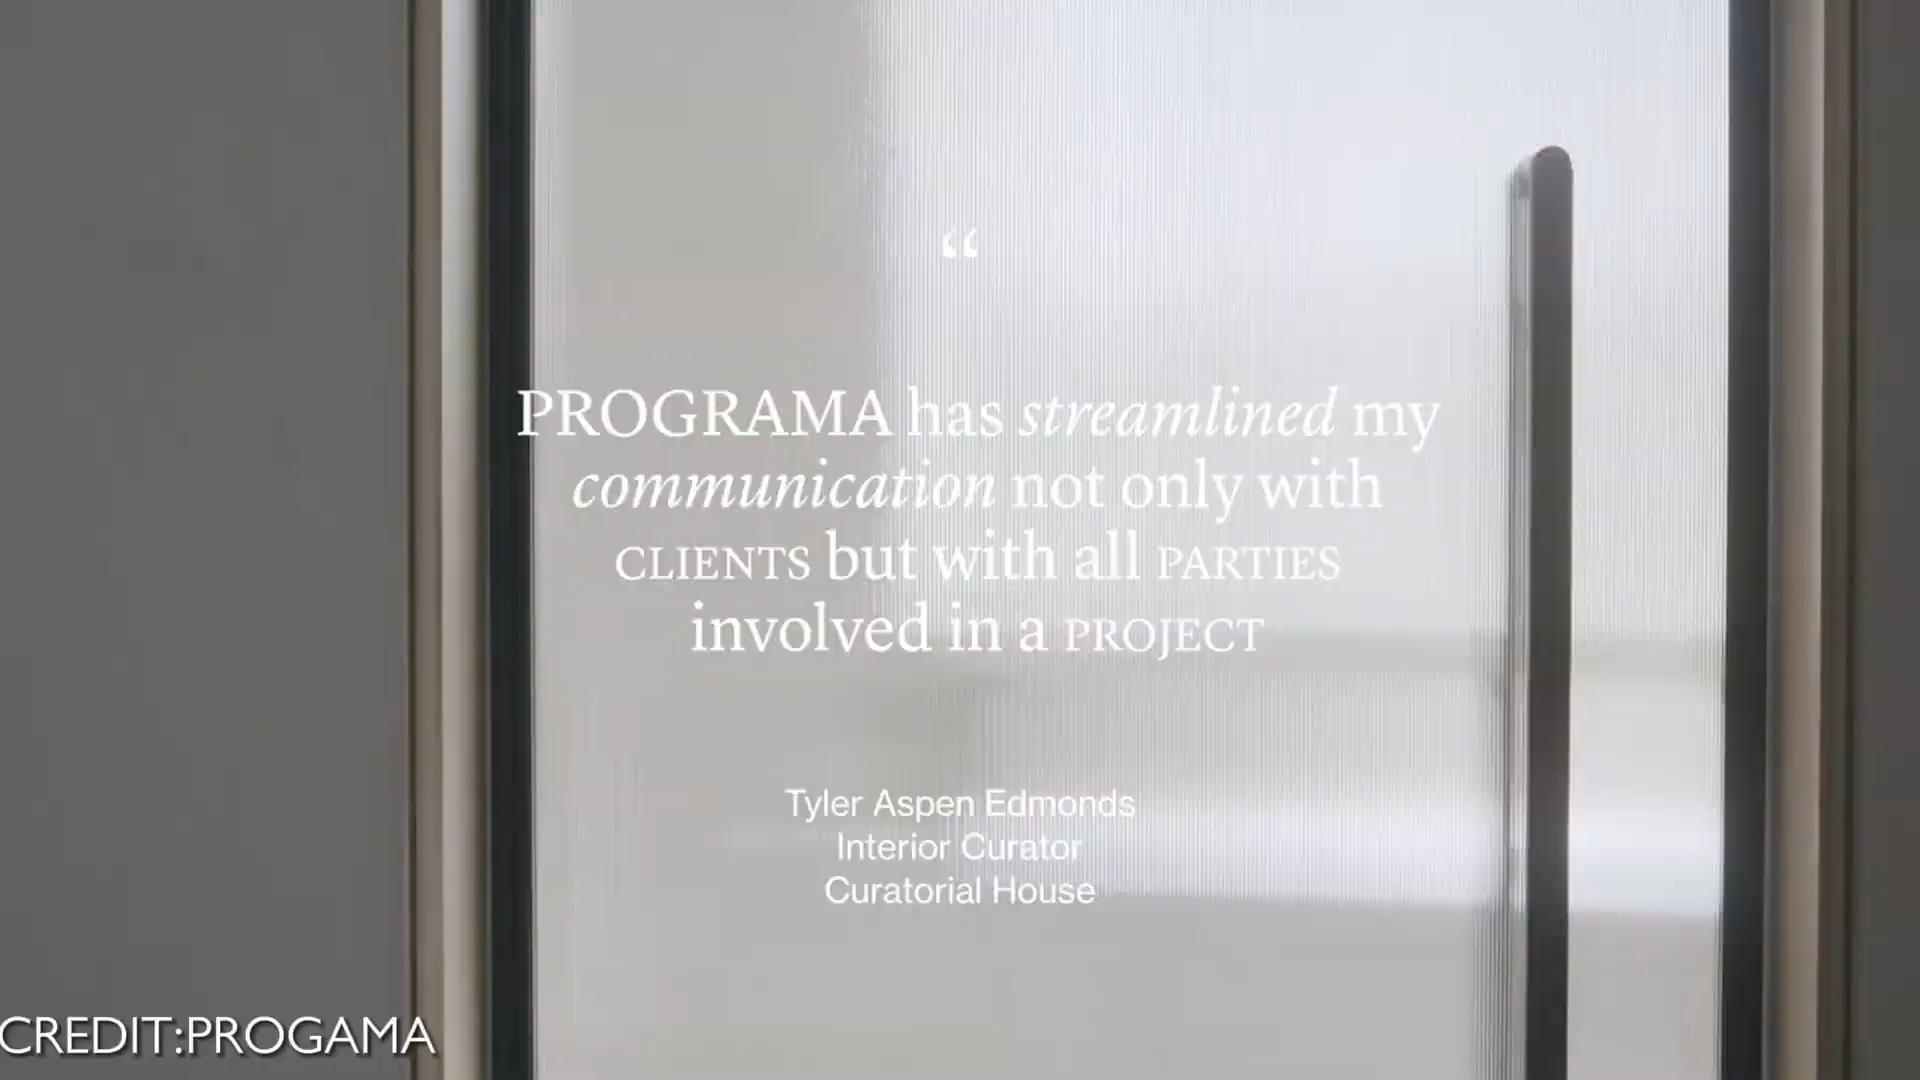 “
PROGRAMA has streamlined my
communication not only with
CLIENTS but with all PARTIES
involved in a PROJECT
Tyler Aspen Edmonds
Interior Curator
Curatorial House
CREDIT:PROGAMA